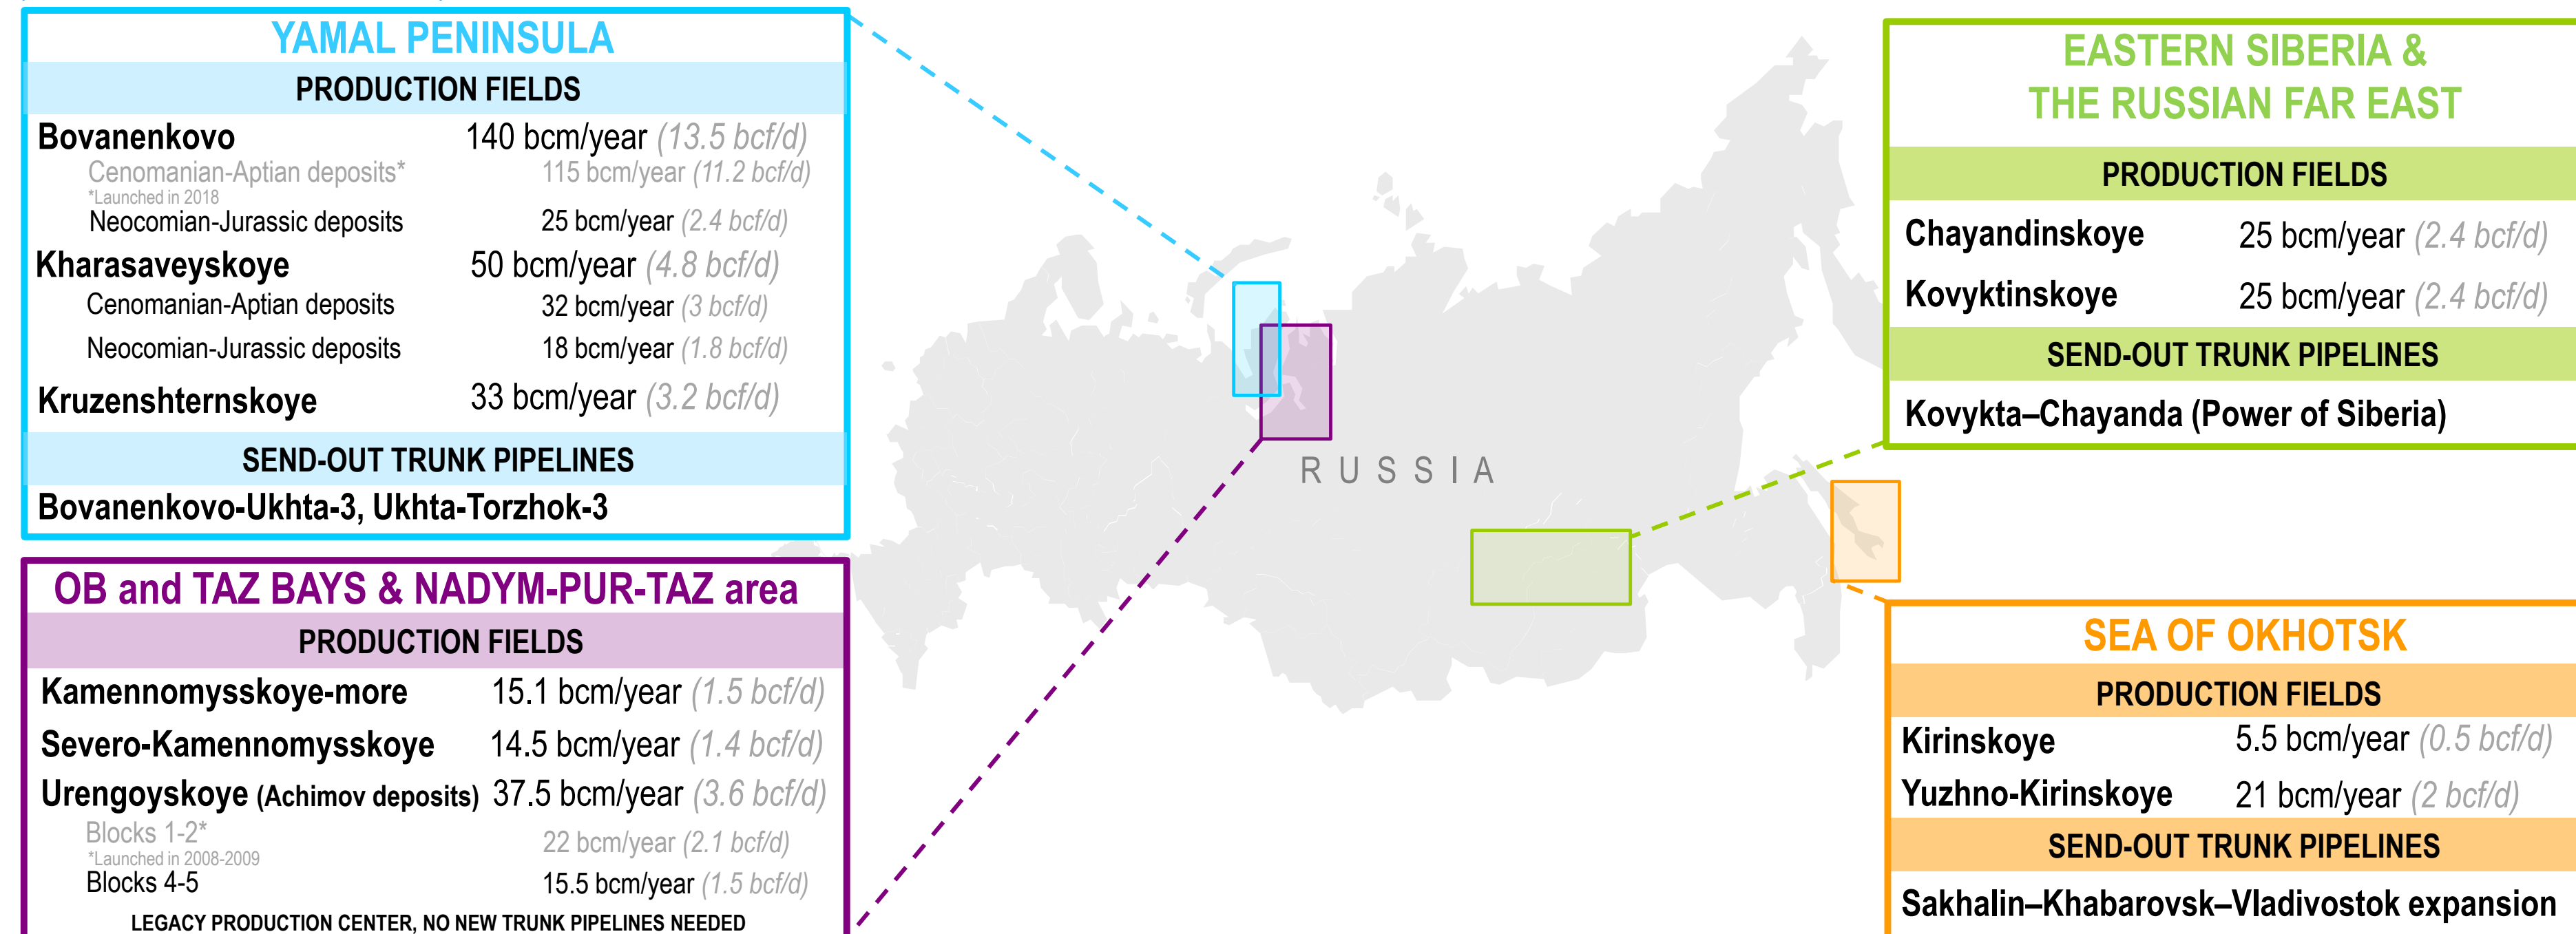 YAMAL PENINSULA
PRODUCTION FIELDS
Bovanenkovo 140 bcm/year (13.5 bcf/d)
Cenomanian-Aptian deposits* 115 bcm/year (11.2 bcf/d)
*Launched in 2018
Neocomian-Jurassic deposits 25 bcm/year (2.4 bcf/d)
Kharasaveyskoye 50 bcm/year (4.8 bcf/d)
Cenomanian-Aptian deposits 32 bcm/year (3 bcf/d)
Neocomian-Jurassic deposits 18 bcm/year (1.8 bcf/d)
Kruzenshternskoye 33 bcm/year (3.2 bcf/d)
SEND-OUT TRUNK PIPELINES
Bovanenkovo-Ukhta-3, Ukhta-Torzhok-3
OB and TAZ BAYS & NADYM-PUR-TAZ area
PRODUCTION FIELDS
Kamennomysskoye-more 15.1 bcm/year (1.5 bcf/d)
Severo-Kamennomysskoye 14.5 bcm/year (1.4 bcf/d)
Urengoyskoye (Achimov deposits) 37.5 bcm/year (3.6 bcf/d)
Blocks 1-2* 22 bcm/year (2.1 bcf/d)
*Launched in 2008-2009
Blocks 4-5 15.5 bcm/year (1.5 bcf/d)
LEGACY PRODUCTION CENTER, NO NEW TRUNK PIPELINES NEEDED
RUSSIA
EASTERN SIBERIA &
THE RUSSIAN FAR EAST
PRODUCTION FIELDS
Chayandinskoye 25 bcm/year (2.4 bcf/d)
Kovyktinskoye 25 bcm/year (2.4 bcf/d)
SEND-OUT TRUNK PIPELINES
Kovykta–Chayanda (Power of Siberia)
SEA OF OKHOTSK
PRODUCTION FIELDS
Kirinskoye 5.5 bcm/year (0.5 bcf/d)
Yuzhno-Kirinskoye 21 bcm/year (2 bcf/d)
SEND-OUT TRUNK PIPELINES
Sakhalin–Khabarovsk–Vladivostok expansion